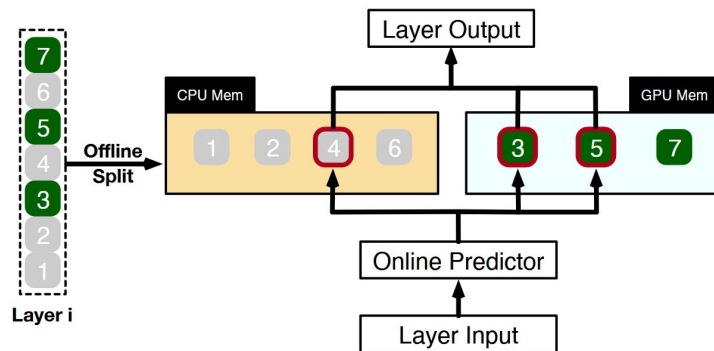 Layer Output
7
6
5
4
3
2
1
Layer i
Offline
Split
CPU Mem
1 2 4 6
GPU Mem
3 5 7
Online Predictor
Layer Input